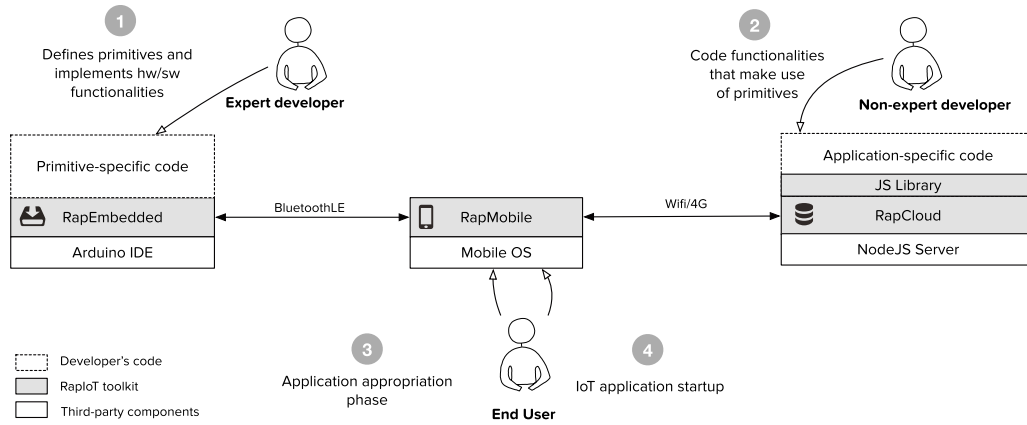 1
Defines primitives and
implements hw/sw
functionalities
Expert developer
2
Code functionalities
that make use
of primitives
Non-expert developer
Primitive-specific code
RapEmbedded
Arduino IDE
BluetoothLE
RapMobile
Mobile OS
Wifi/4G
Application-specific code
JS Library
RapCloud
NodeJS Server
3
Application appropriation
phase
End User
4
IoT application startup
Developer's code
RapIoT toolkit
Third-party components